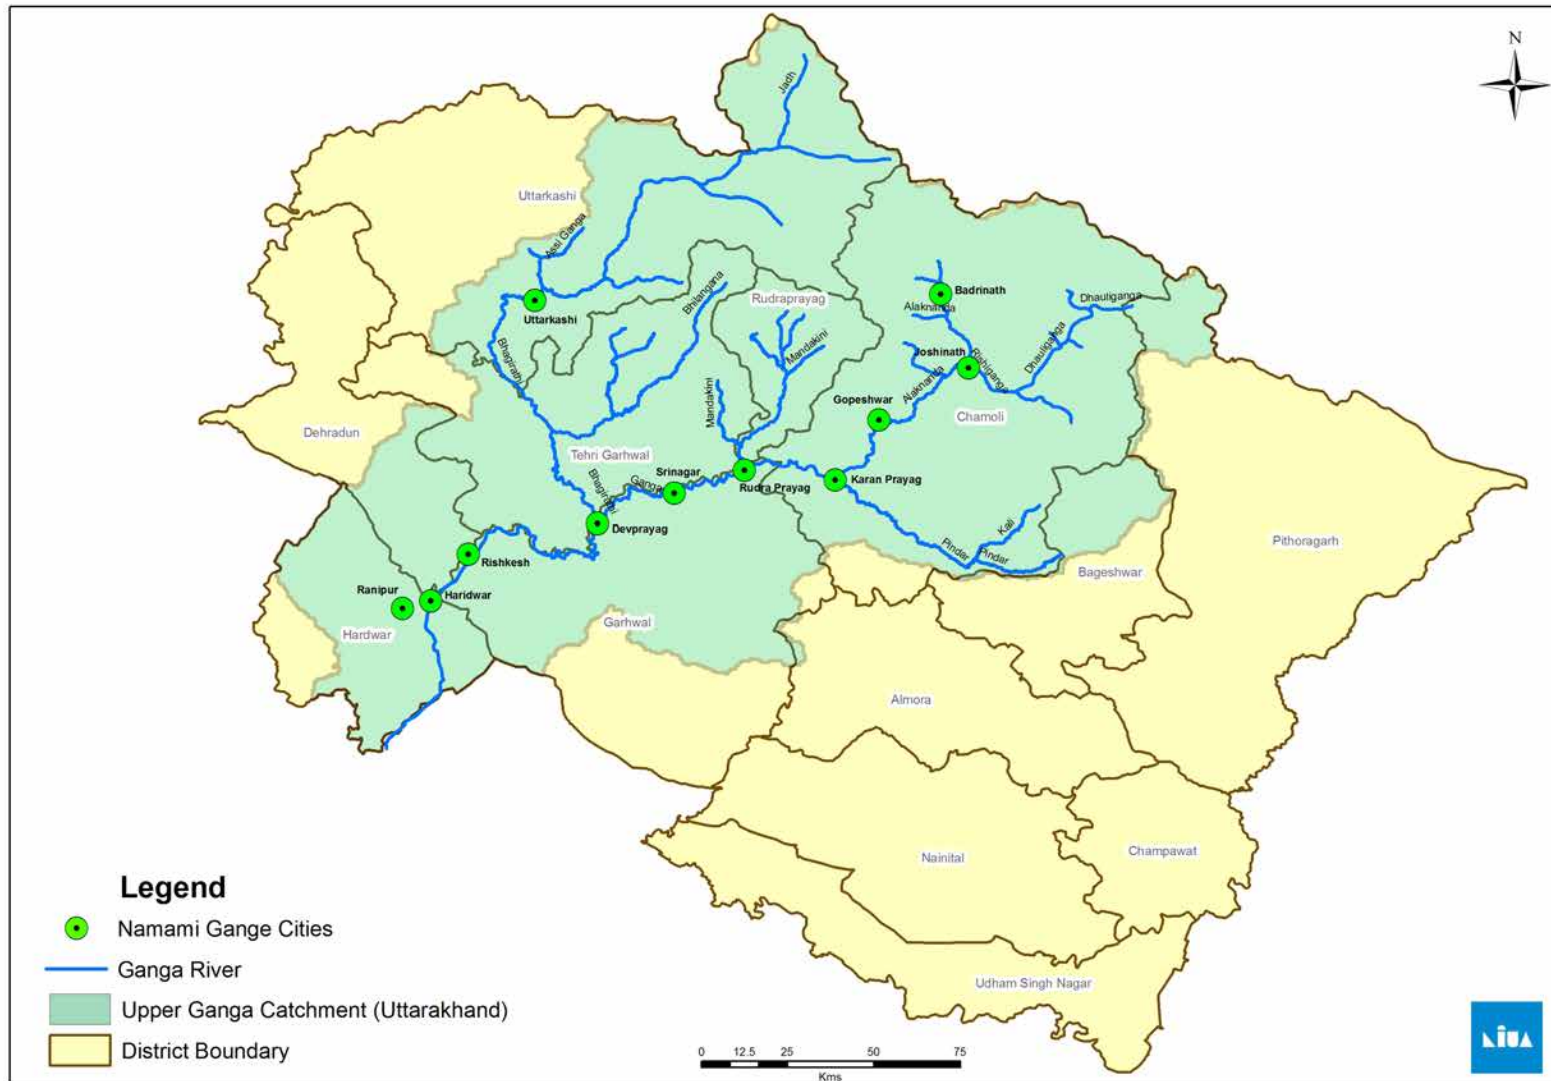 N
Jadh
Uttarkashi
Assi Ganga
Uttarkashi
Bhagirathi
Bhilangana
Rudraprayag
Mandakini
Mandakini
Badrinath
Alaknanda
Dhauliganga
Dhauliganga
Joshinath
Rishiganga
Alaknanda
Gopeshwar
Chamoli
Dehradun
Tehri Garhwal
Srinagar
Ganga
Bhagirathi
Rudra Prayag
Karan Prayag
Devprayag
Kali
Pindar
Pindar
Pithoragarh
Rishkesh
Bageshwar
Ranipur
Haridwar
Hardwar
Garhwal
Almora
Nainital
Champawat
Udham Singh Nagar
Legend
Namami Gange Cities
Ganga River
Upper Ganga Catchment (Uttarakhand)
District Boundary
0 12.5 25 50 75
Kms
NIUA